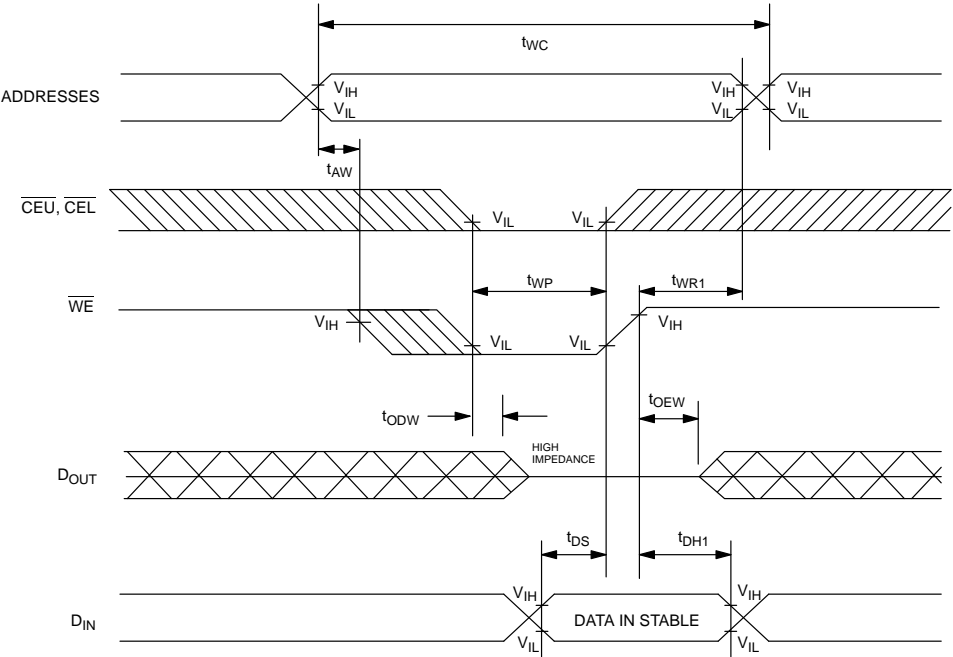 tWC
ADDRESSES
VIH
VIL
VIH
VIL
VIH
VIL
tAW
CEU, CEL
VIL
VIL
tWP
tWR1
WE
VIH
VIL
VIL
VIH
tODW
tOEW
HIGH
IMPEDANCE
DOUT
tDS
tDH1
DIN
VIH
VIL
DATA IN STABLE
VIH
VIL